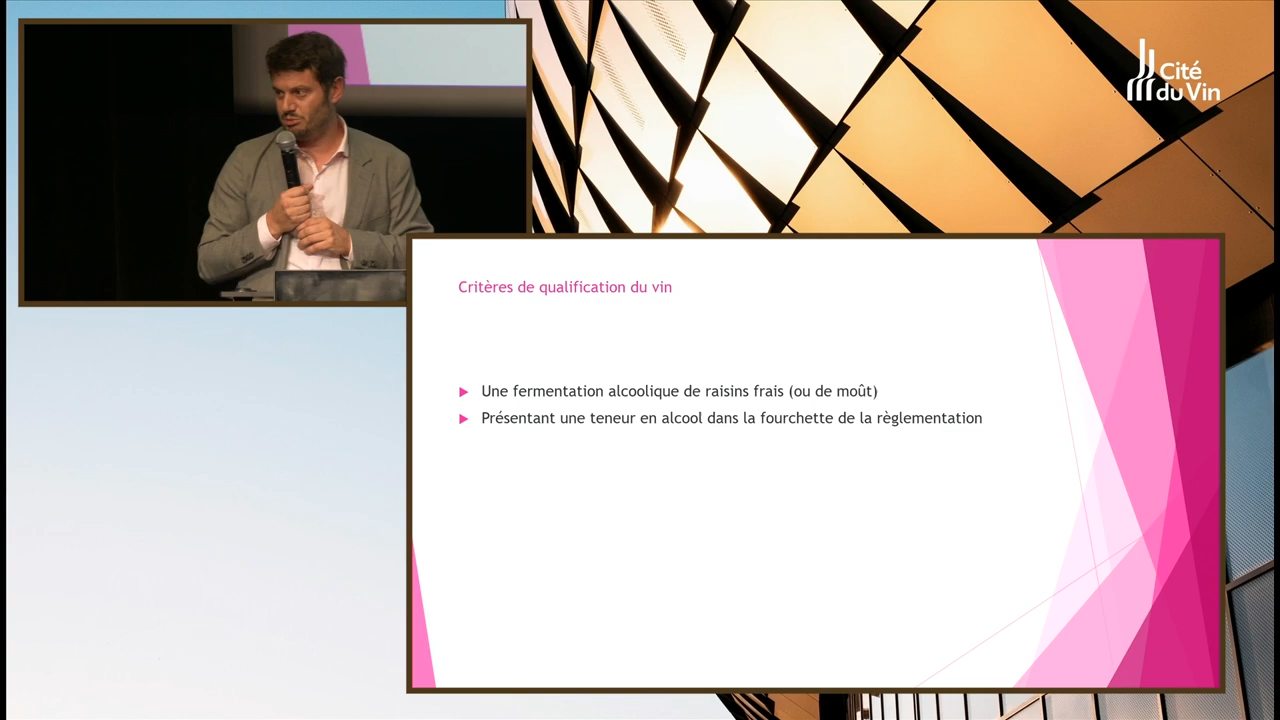 Cité
du Vin
Critères de qualification du vin
Une fermentation alcoolique de raisins frais (ou de moût)
Présentant une teneur en alcool dans la fourchette de la règlementation